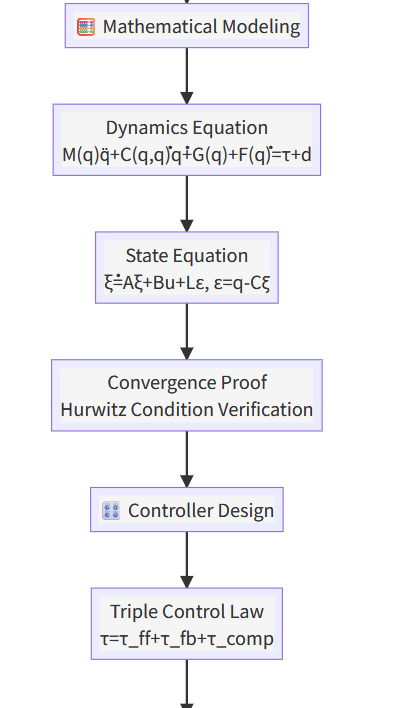 🧮 Mathematical Modeling
Dynamics Equation
M(q)q̈+C(q,q̇)q̇+G(q)+F(q̇)=τ+d
State Equation
ξ̇=Aξ+Bu+Lε, ε=q-Cξ
Convergence Proof
Hurwitz Condition Verification
🎛️ Controller Design
Triple Control Law
τ=τ_ff+τ_fb+τ_comp